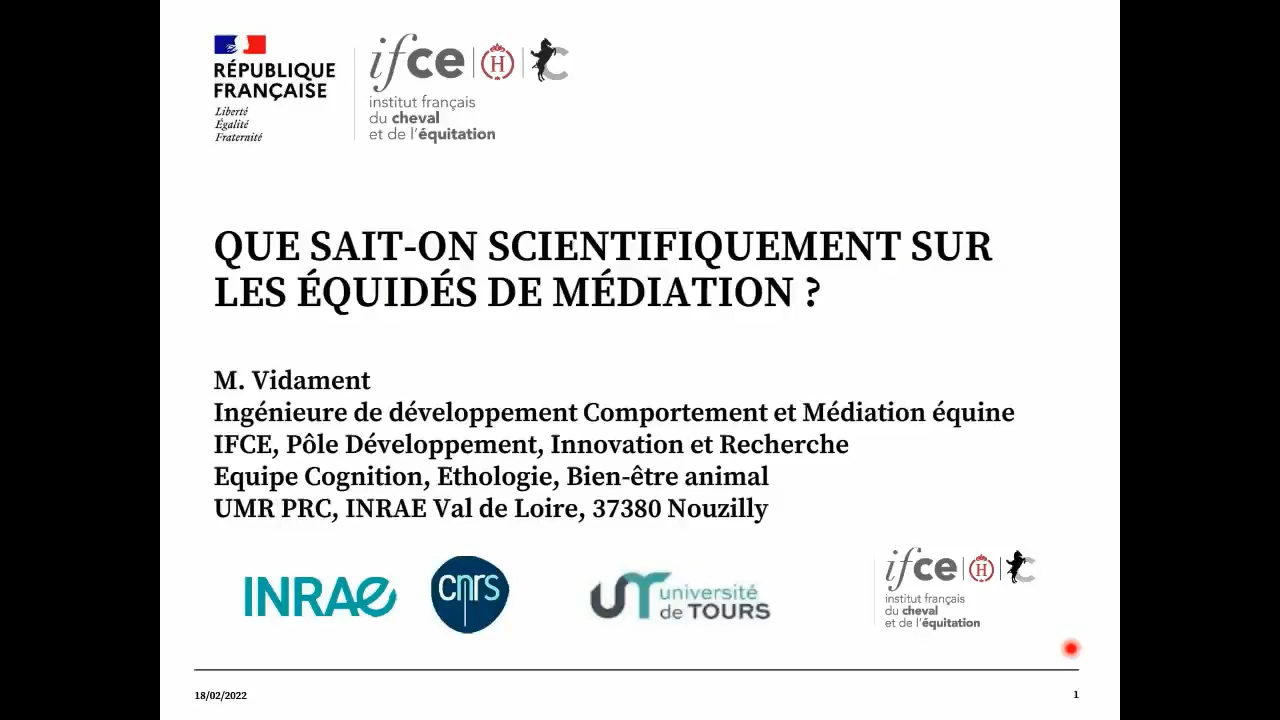 RÉPUBLIQUE
FRANÇAISE
Liberté
Égalité
Fraternité
ifce H C
institut français
du cheval
et de l'équitation
QUE SAIT-ON SCIENTIFIQUEMENT SUR
LES ÉQUIDÉS DE MÉDIATION ?
M. Vidament
Ingénieure de développement Comportement et Médiation équine
IFCE, Pôle Développement, Innovation et Recherche
Equipe Cognition, Ethologie, Bien-être animal
UMR PRC, INRAE Val de Loire, 37380 Nouzilly
INRAE
cnrs
UT université
de TOURS
ifce H C
institut français
du cheval
et de l'équitation
18/02/2022
1